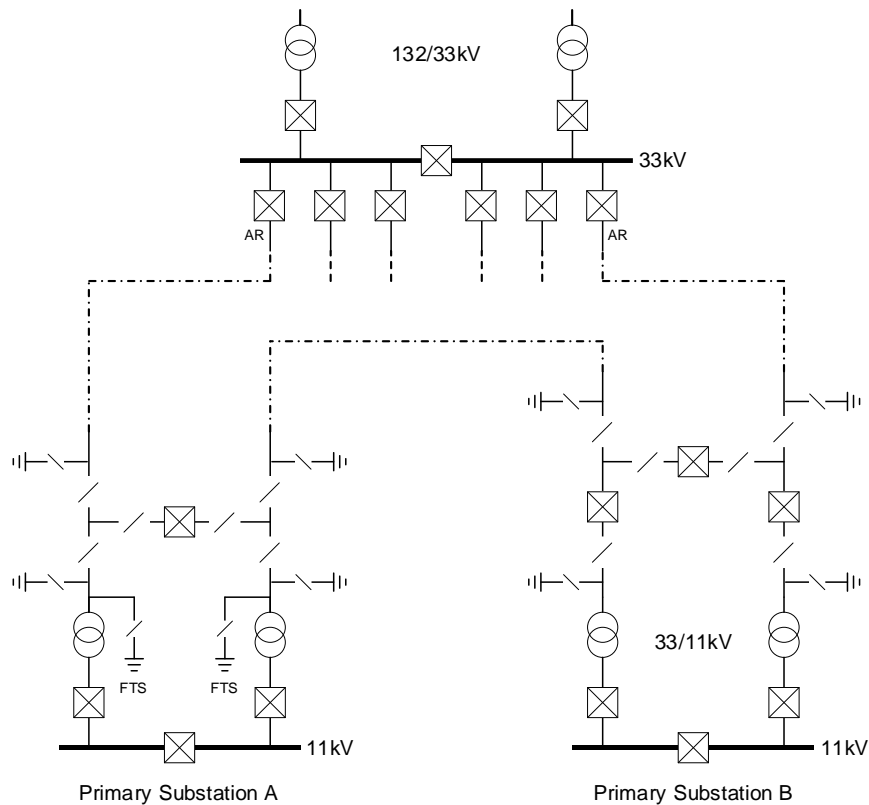 132/33kV
33kV
AR
AR
FTS
FTS
33/11kV
11kV
11kV
Primary Substation A
Primary Substation B